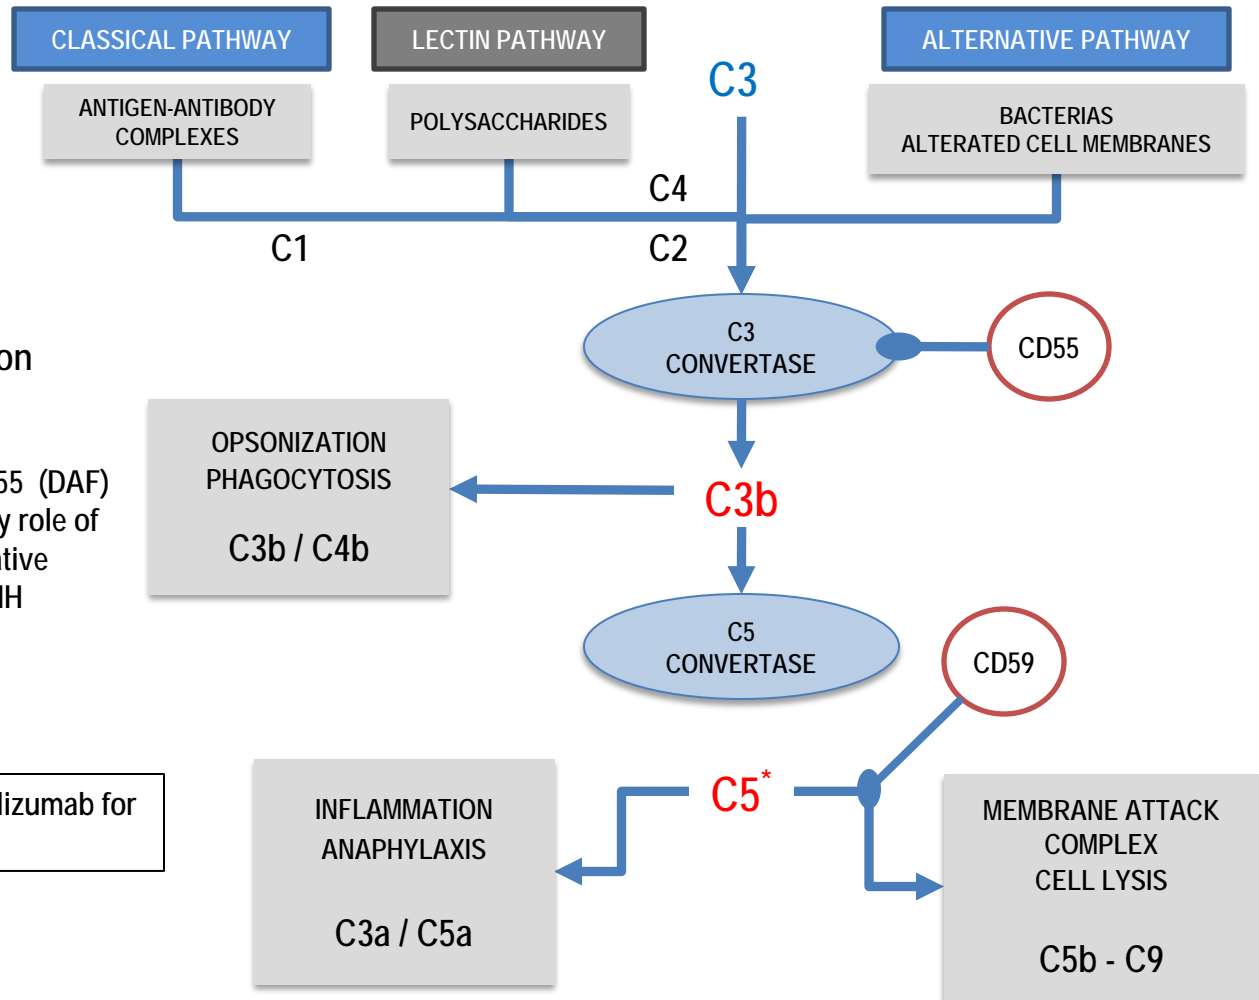 CLASSICAL PATHWAY
LECTIN PATHWAY
ALTERNATIVE PATHWAY
ANTIGEN-ANTIBODY
COMPLEXES
POLYSACCHARIDES
C3
BACTERIAS
ALTERATED CELL MEMBRANES
C4
C1
C2
C3
CONVERTASE
CD55
on
OPSONIZATION
PHAGOCYTOSIS
C3b / C4b
55 (DAF)
y role of
ative
IH
C3b
C5
CONVERTASE
CD59
lizumab for
INFLAMMATION
ANAPHYLAXIS
C3a / C5a
C5*
MEMBRANE ATTACK
COMPLEX
CELL LYSIS
C5b - C9